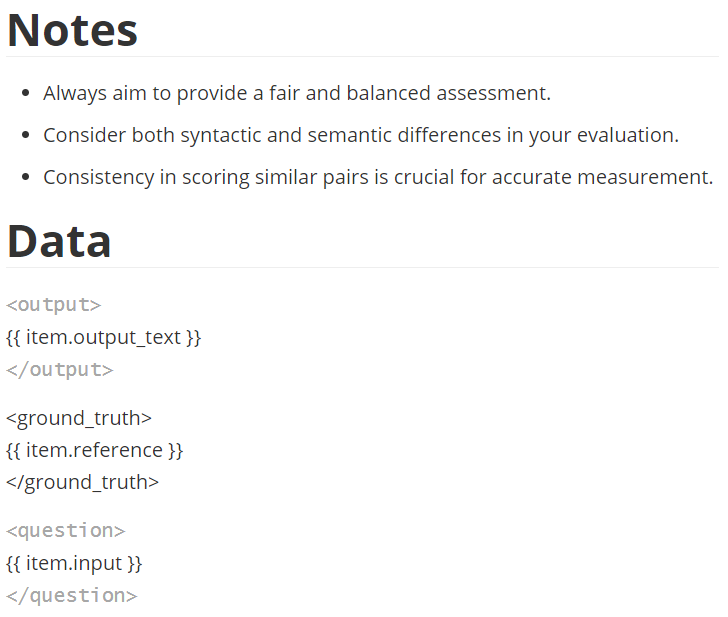 Notes
• Always aim to provide a fair and balanced assessment.
• Consider both syntactic and semantic differences in your evaluation.
• Consistency in scoring similar pairs is crucial for accurate measurement.
Data
<output>
{{ item.output_text }}
</output>
<ground_truth>
{{ item.reference }}
</ground_truth>
<question>
{{ item.input }}
</question>